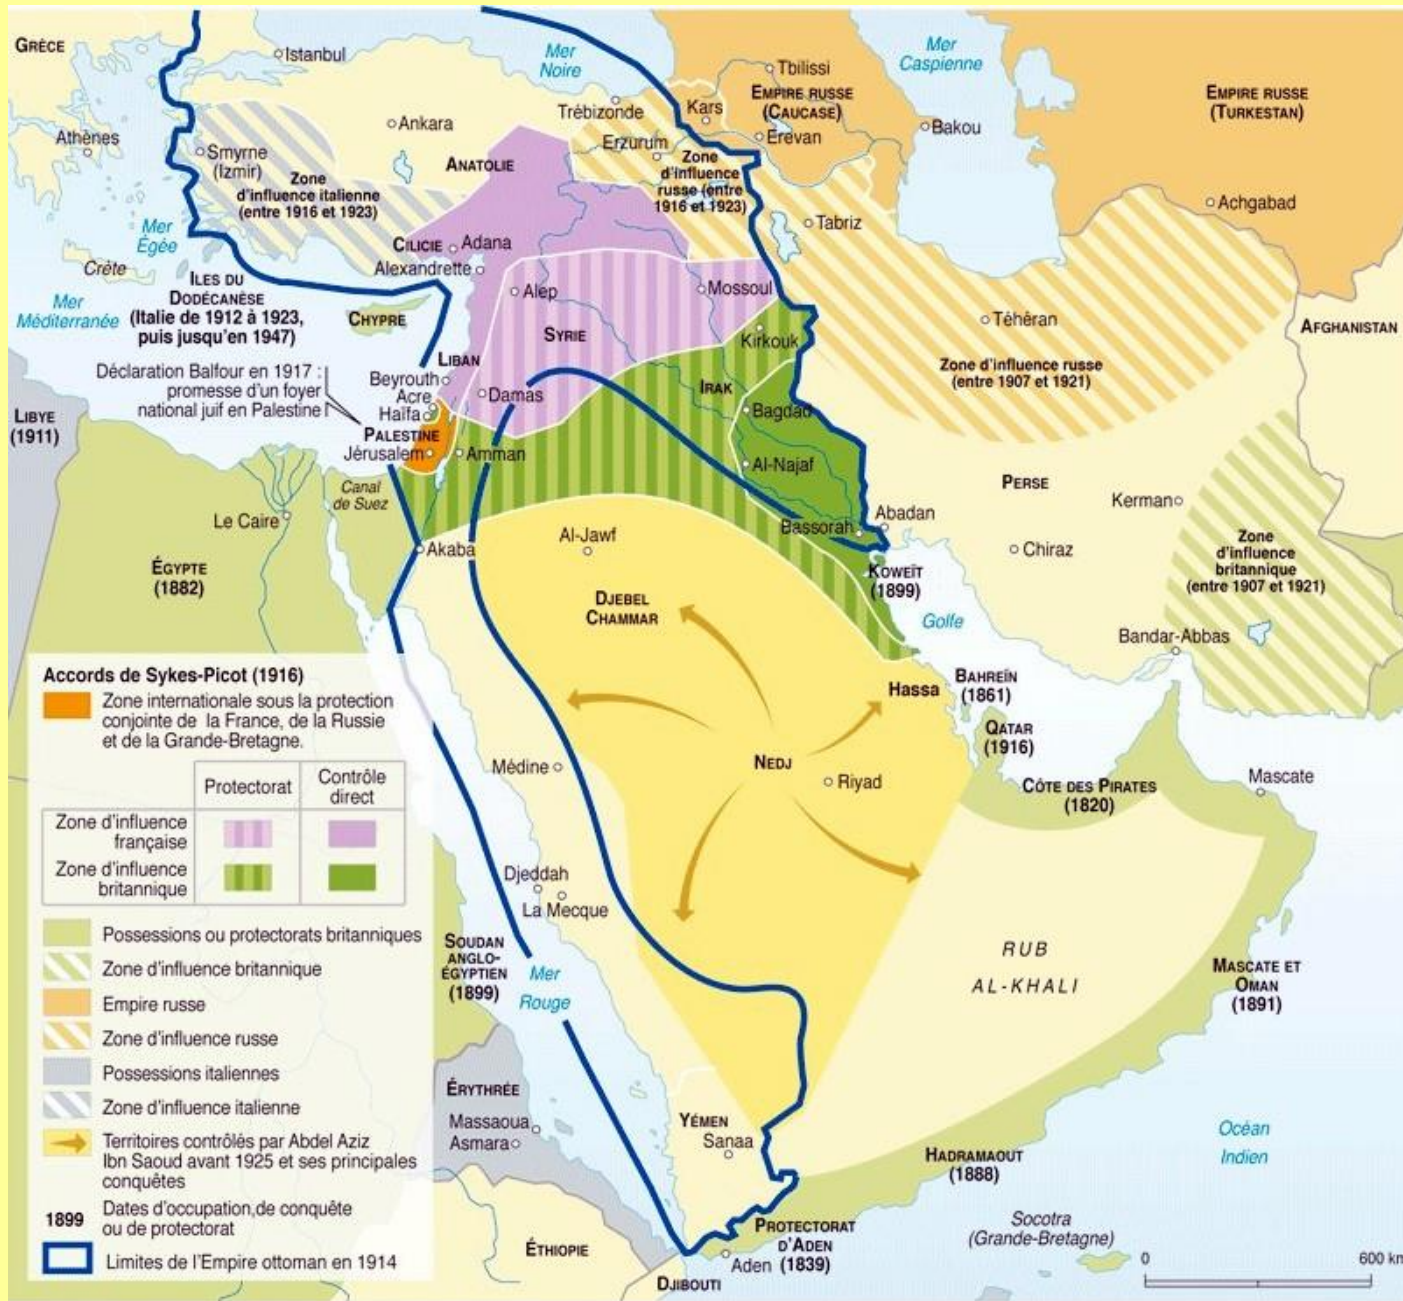 GRÈCE
Istanbul
Mer
Noire
Mer
Caspienne
Tbilissi
EMPIRE RUSSE
(CAUCASE)
EMPIRE RUSSE
(TURKESTAN)
Trébizonde
Kars
Erevan
Bakou
Athènes
Ankara
Erzurum
Smyrne
(Izmir)
ANATOLIE
Zone
d'influence
russe (entre
1916 et 1923)
Zone
d'influence italienne
(entre 1916 et 1923)
Achgabad
Tabriz
Mer
Égée
CILICIE
Adana
Alexandrette
Crète
ILES DU
DODÉCANÈSE
(Italie de 1912 à 1923,
puis jusqu'en 1947)
Mer
Méditerranée
Alep
Mossoul
CHYPRE
SYRIE
Kirkouk
Téhéran
AFGHANISTAN
Zone d'influence russe
(entre 1907 et 1921)
LIBAN
Déclaration Balfour en 1917 :
promesse d'un foyer
national juif en Palestine
Beyrouth
Acre
Haïfa
Damas
IRAK
Bagdad
LIBYE
(1911)
PALESTINE
Jérusalem
Amman
Al-Najaf
PERSE
Kerman
Canal
de Suez
Le Caire
Akaba
Al-Jawf
Bassorah
Abadan
Chiraz
Zone
d'influence
britannique
(entre 1907 et 1921)
ÉGYPTE
(1882)
KOWEÏT
(1899)
DJEBEL
CHAMMAR
Golfe
Bandar-Abbas
Hassa
BAHREÏN
(1861)
QATAR
(1916)
NEDJ
Médine
Riyad
CÔTE DES PIRATES
(1820)
Mascate
Djeddah
La Mecque
SOUDAN
ANGLO-
ÉGYPTIEN
(1899)
Mer
Rouge
RUB
AL-KHALI
MASCATE ET
OMAN
(1891)
ÉRYTHRÉE
Massaoua
Asmara
YÉMEN
Sanaa
HADRAMAOUT
(1888)
Océan
Indien
PROTECTORAT
D'ADEN
(1839)
Aden
Socotra
(Grande-Bretagne)
ÉTHIOPIE
DJIBOUTI
0
600 km
Accords de Sykes-Picot (1916)
Zone internationale sous la protection
conjointe de la France, de la Russie
et de la Grande-Bretagne.
Protectorat
Contrôle
direct
Zone d'influence
française
Zone d'influence
britannique
Possessions ou protectorats britanniques
Zone d'influence britannique
Empire russe
Zone d'influence russe
Possessions italiennes
Zone d'influence italienne
Territoires contrôlés par Abdel Aziz
Ibn Saoud avant 1925 et ses principales
conquêtes
1899
Dates d'occupation,de conquête
ou de protectorat
Limites de l'Empire ottoman en 1914